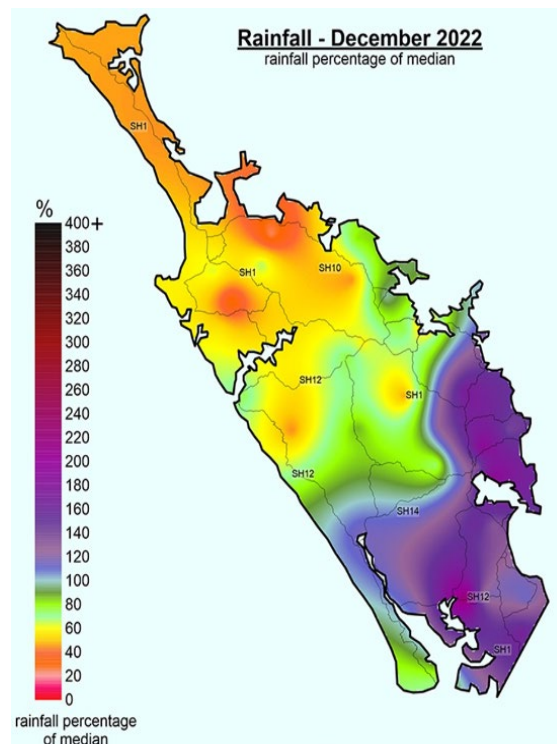 Rainfall - December 2022
rainfall percentage of median
SH1
%
400+
380
360
340
320
300
280
260
240
220
200
180
160
140
120
100
80
60
40
20
0
rainfall percentage
of median
SH10
SH1
SH12
SH1
SH12
SH14
SH12
SH1